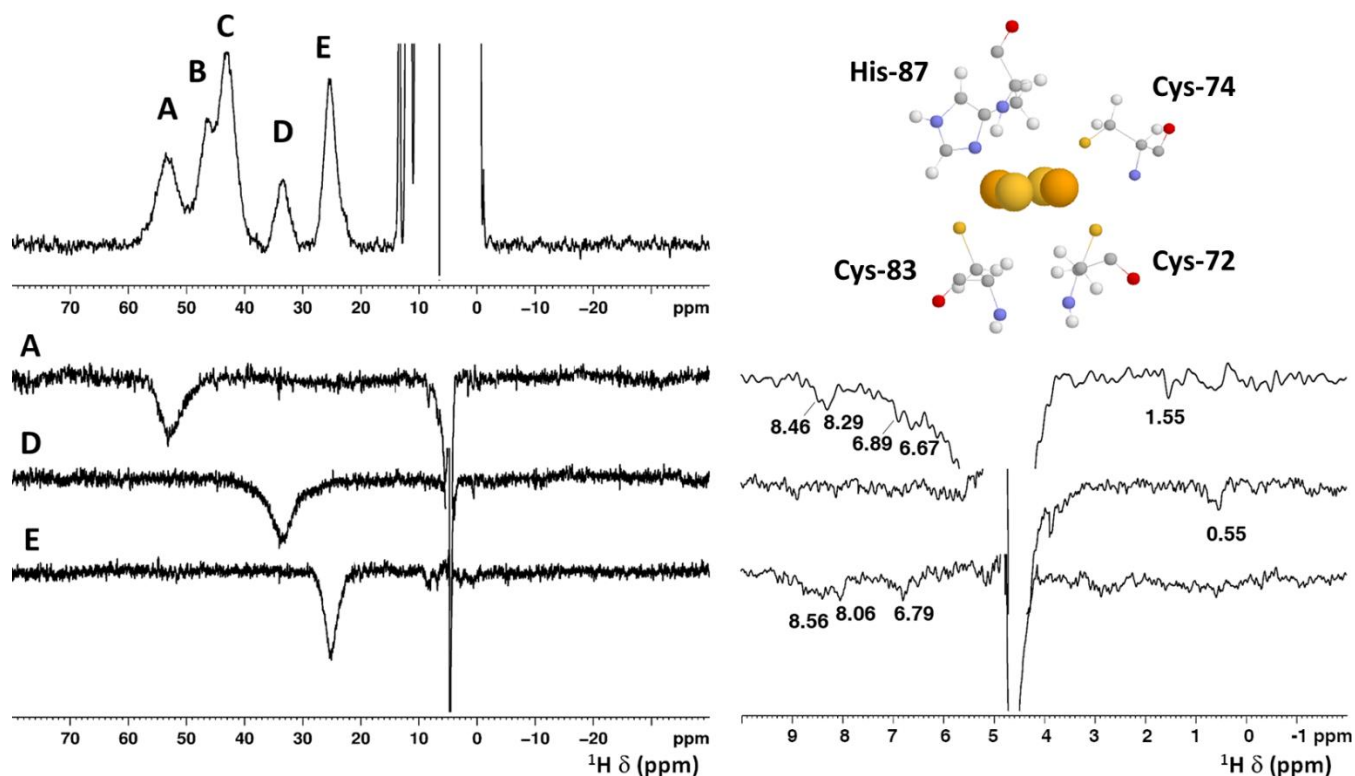 A
B
C
D
E
70 60 50 40 30 20 10 0 −10 −20 ppm
His-87
Cys-74
Cys-83
Cys-72
A
D
E
70 60 50 40 30 20 10 0 −10 −20 ppm
¹H δ (ppm)
8.46
8.29
6.89
6.67
1.55
0.55
8.56
8.06
6.79
9 8 7 6 5 4 3 2 1 0 -1 ppm
¹H δ (ppm)